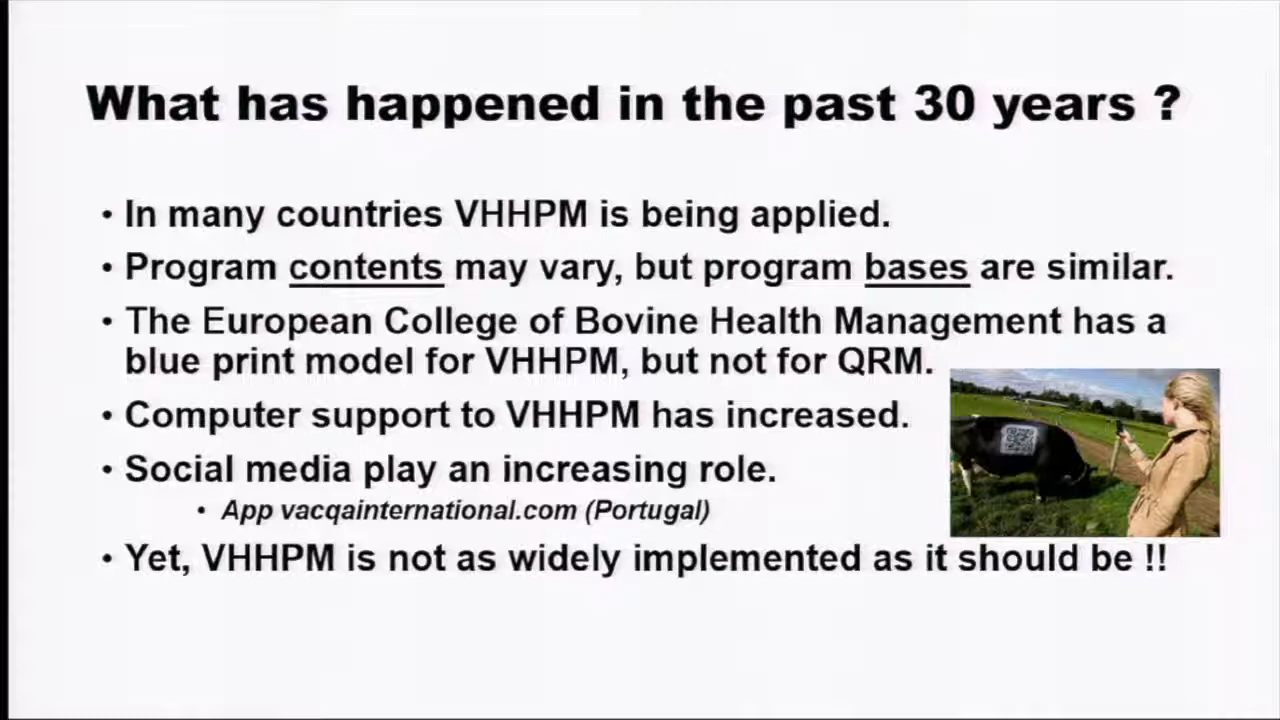 What has happened in the past 30 years ?
• In many countries VHHPM is being applied.
• Program contents may vary, but program bases are similar.
• The European College of Bovine Health Management has a
blue print model for VHHPM, but not for QRM.
• Computer support to VHHPM has increased.
• Social media play an increasing role.
• App vacqainternational.com (Portugal)
• Yet, VHHPM is not as widely implemented as it should be !!